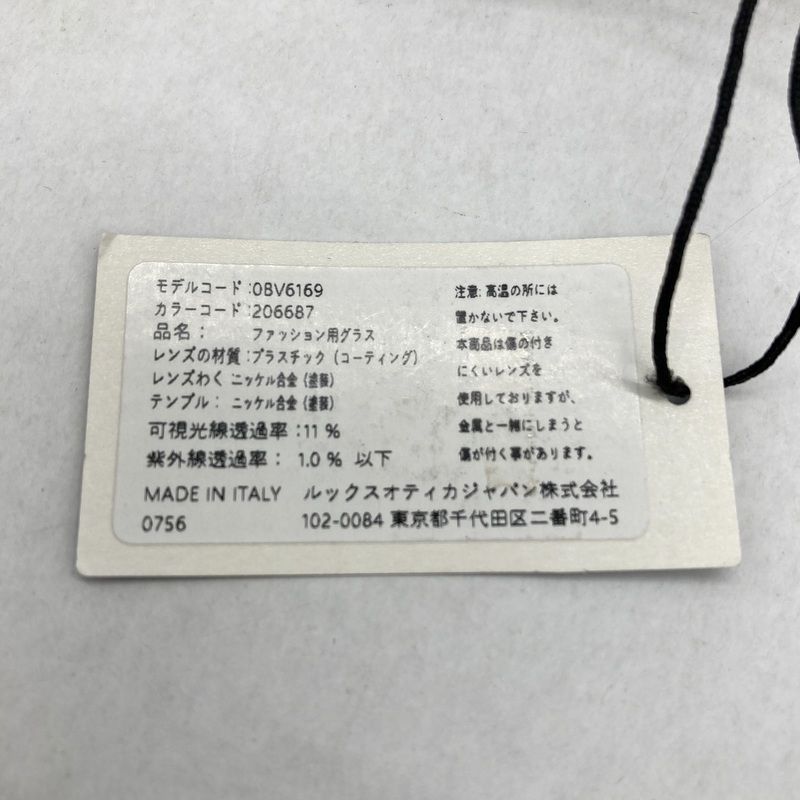 モデルコード:0BV6169
カラーコード:206687
品名: ファッション用グラス
レンズの材質:プラスチック (コーティング)
レンズわく ニッケル合金 (塗装)
テンプル: ニッケル合金 (塗装)
可視光線透過率:11 %
紫外線透過率: 1.0 % 以下
注意: 高温の所には
置かないで下さい。
本商品は傷の付き
にくいレンズを
使用しておりますが、
金属と一緒にしまうと
傷が付く事があります。
MADE IN ITALY ルックスオティカジャパン株式会社
0756 102-0084 東京都千代田区二番町4-5